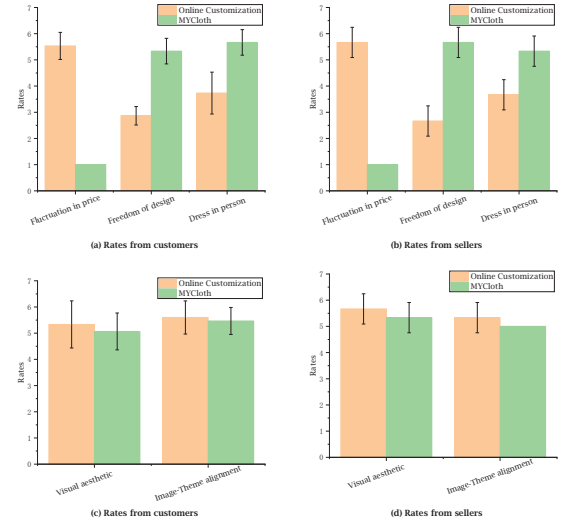 Online Customization
MYCloth
7
6
5
4
3
2
1
0
Rates
Fluctuation in price
Freedom of design
Dress in person
(a) Rates from customers
Online Customization
MYCloth
7
6
5
4
3
2
1
0
Rates
Fluctuation in price
Freedom of design
Dress in person
(b) Rates from sellers
Online Customization
MYCloth
7
6
5
4
3
2
1
0
Rates
Visual aesthetic
Image-Theme alignment
(c) Rates from customers
Online Customization
MYCloth
7
6
5
4
3
2
1
0
Rates
Visual aesthetic
Image-Theme alignment
(d) Rates from sellers